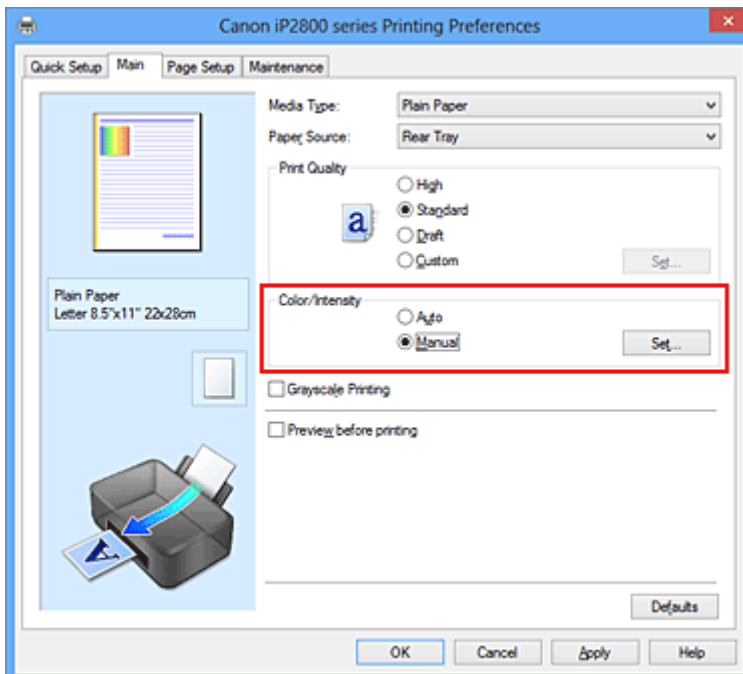 Canon iP2800 series Printing Preferences
Quick Setup Main Page Setup Maintenance
Media Type: Plain Paper
Paper Source: Rear Tray
Print Quality
High
a Standard
Draft
Custom Set...
Plain Paper
Letter 8.5"x11" 22x28cm
Color/Intensity
Auto
Manual Set...
Grayscale Printing
Preview before printing
A
Defaults
OK Cancel Apply Help